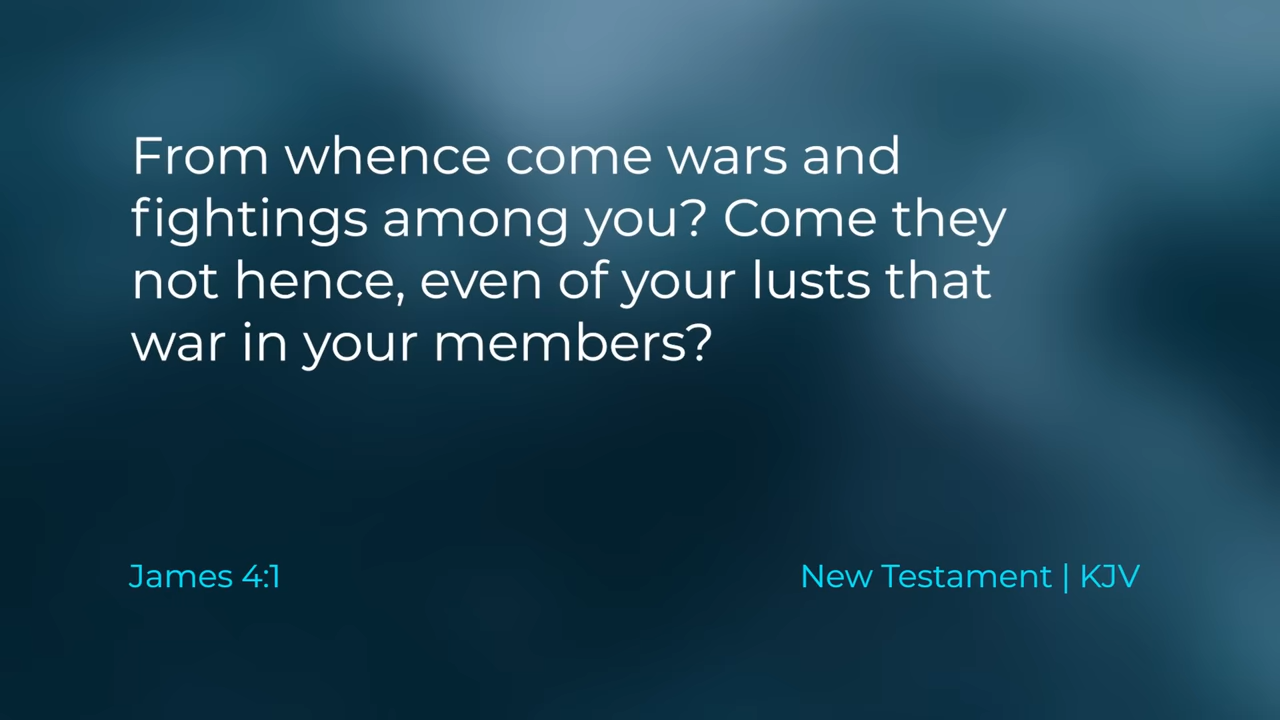 From whence come wars and
fightings among you? Come they
not hence, even of your lusts that
war in your members?
James 4:1
New Testament | KJV